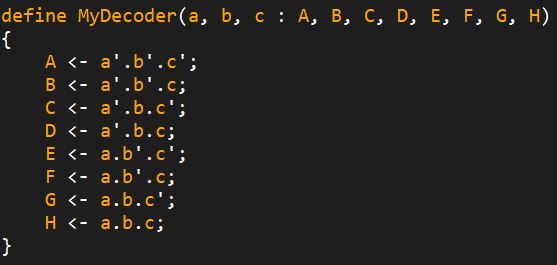 define MyDecoder(a, b, c : A, B, C, D, E, F, G, H)
{
    A <- a'.b'.c';
    B <- a'.b'.c;
    C <- a'.b.c';
    D <- a'.b.c;
    E <- a.b'.c';
    F <- a.b'.c;
    G <- a.b.c';
    H <- a.b.c;
}